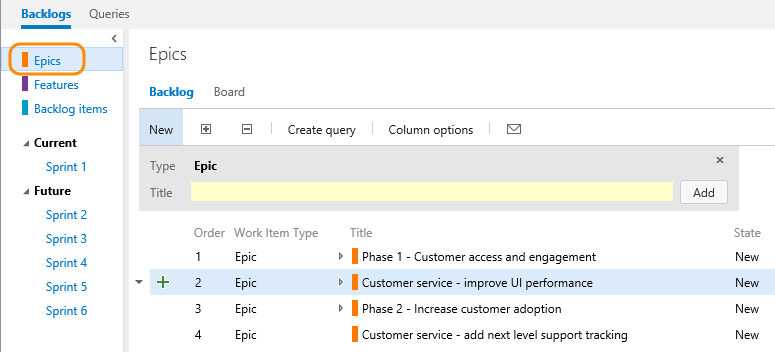 Backlogs Queries
Epics
Features
Backlog items
Current
Sprint 1
Future
Sprint 2
Sprint 3
Sprint 4
Sprint 5
Sprint 6
Epics
Backlog Board
New Create query Column options
Type Epic
Title Add
Order Work Item Type Title State
1 Epic Phase 1 - Customer access and engagement New
2 Epic Customer service - improve UI performance New
3 Epic Phase 2 - Increase customer adoption New
4 Epic Customer service - add next level support tracking New